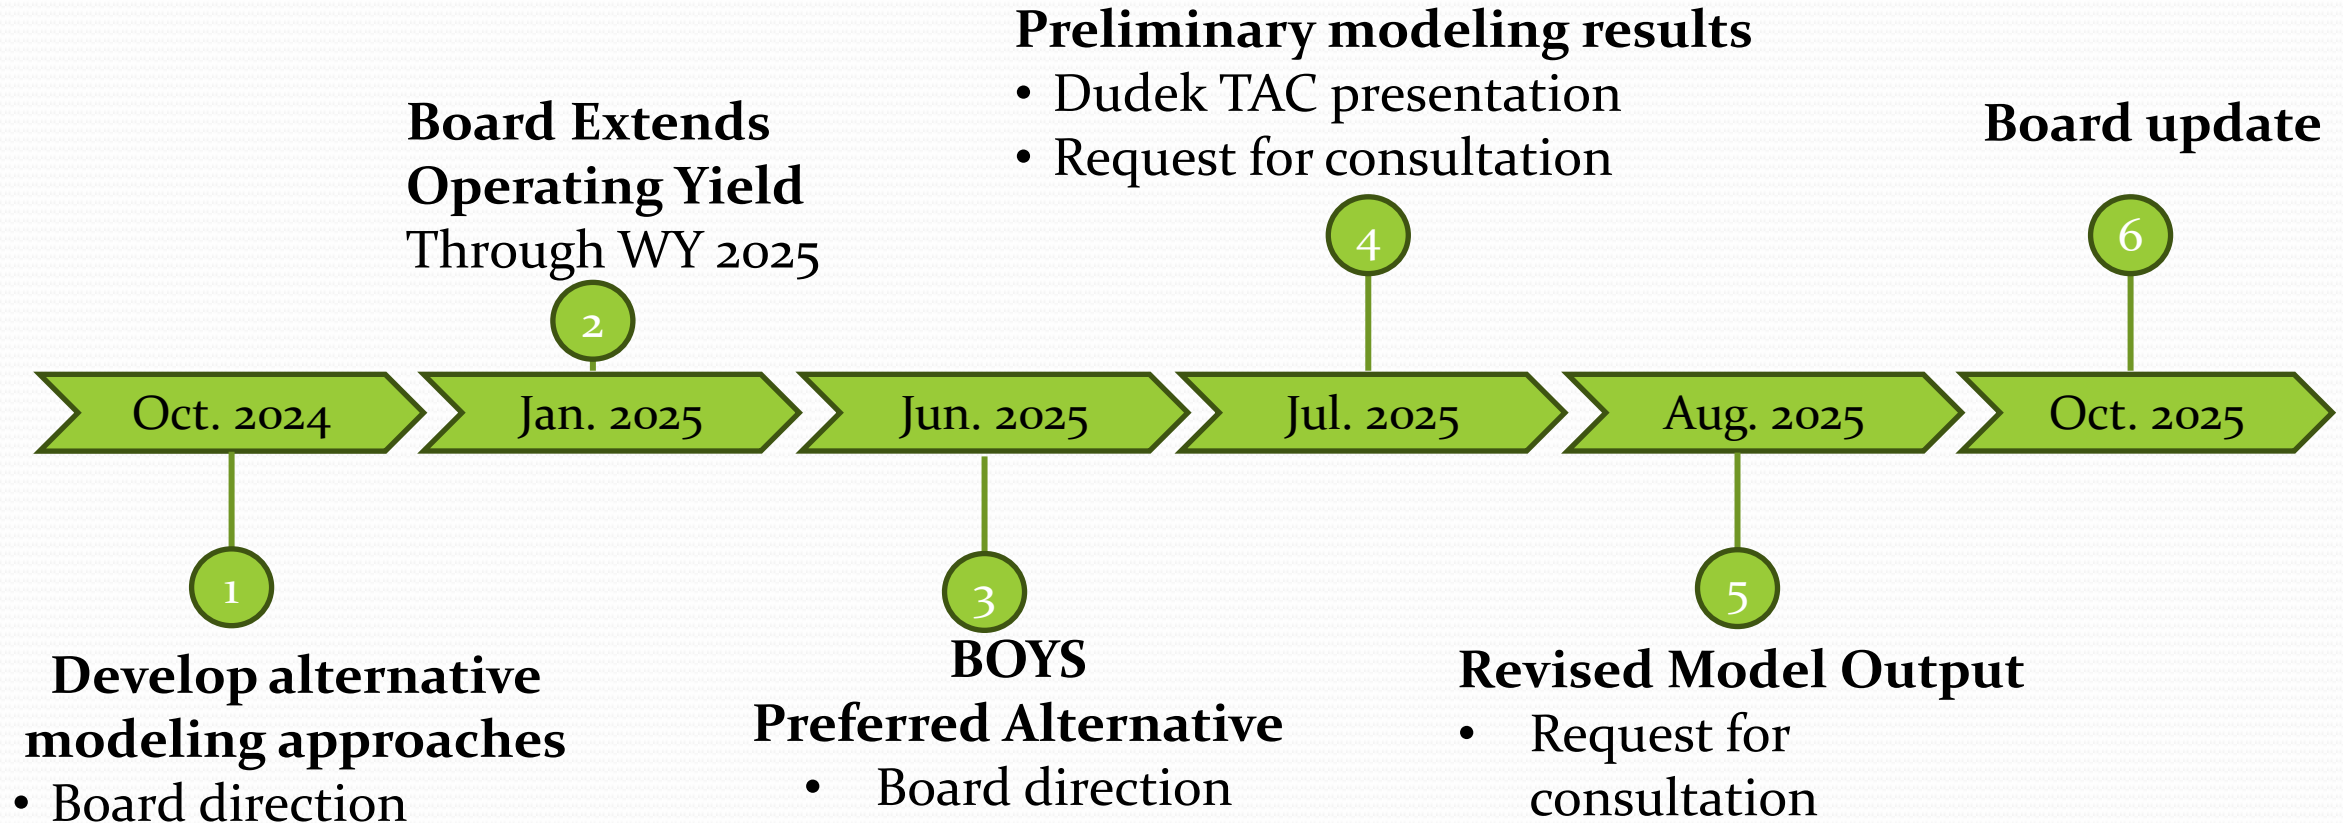 Preliminary modeling results
• Dudek TAC presentation
• Request for consultation
Board Extends
Operating Yield
Through WY 2025
Board update
2
4
6
Oct. 2024
Jan. 2025
Jun. 2025
Jul. 2025
Aug. 2025
Oct. 2025
1
3
5
Develop alternative
modeling approaches
• Board direction
BOYS
Preferred Alternative
• Board direction
Revised Model Output
• Request for
consultation